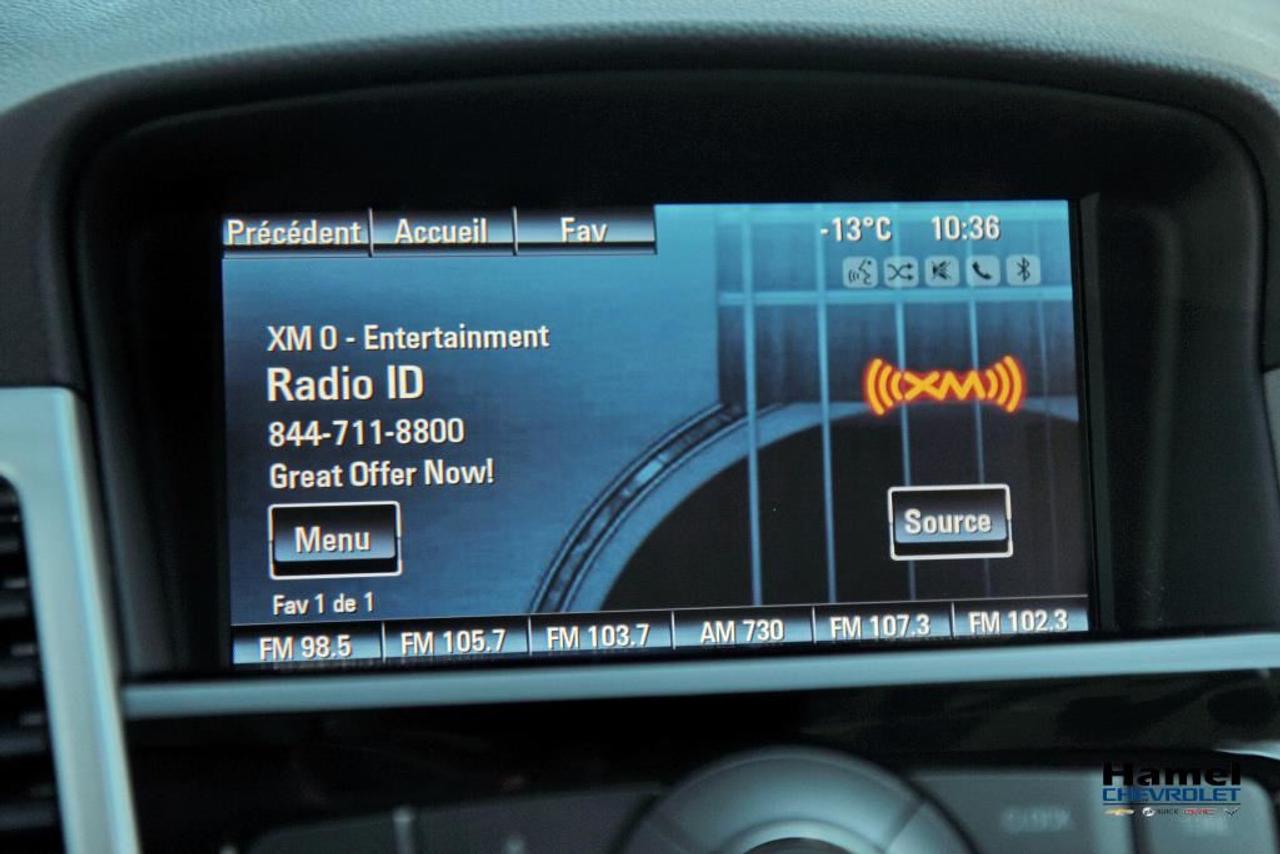 Précédent Accueil Fav -13°C 10:36
XM 0 - Entertainment
Radio ID
XM
844-711-8800
Great Offer Now!
Menu Source
Fav 1 de 1
FM 98.5 FM 105.7 FM 103.7 AM 730 FM 107.3 FM 102.3
Hamel
CHEVROLET
BUICK GMC